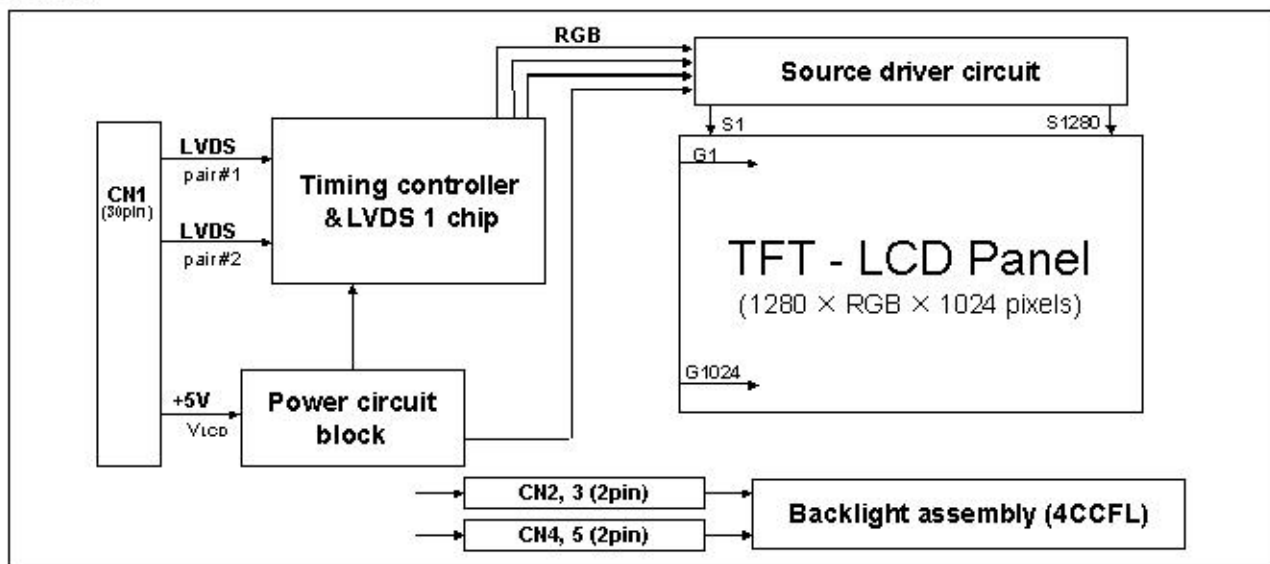 RGB
Source driver circuit
S1
S1280
CN1
(30pin)
LVDS
pair#1
LVDS
pair#2
Timing controller
&LVDS 1 chip
G1
TFT - LCD Panel
(1280 × RGB × 1024 pixels)
G1024
+5V
VLCD
Power circuit
block
CN2, 3 (2pin)
CN4, 5 (2pin)
Backlight assembly (4CCFL)